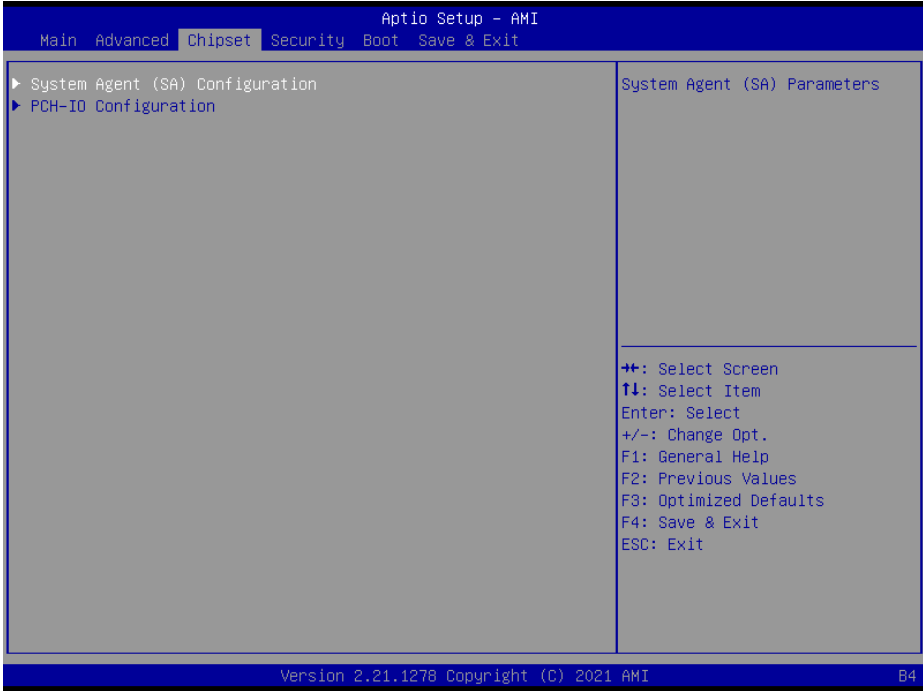 Aptio Setup – AMI
Main Advanced Chipset Security Boot Save & Exit
▶ System Agent (SA) Configuration
▶ PCH-IO Configuration
System Agent (SA) Parameters
→←: Select Screen
↑↓: Select Item
Enter: Select
+/-: Change Opt.
F1: General Help
F2: Previous Values
F3: Optimized Defaults
F4: Save & Exit
ESC: Exit
Version 2.21.1278 Copyright (C) 2021 AMI
B4